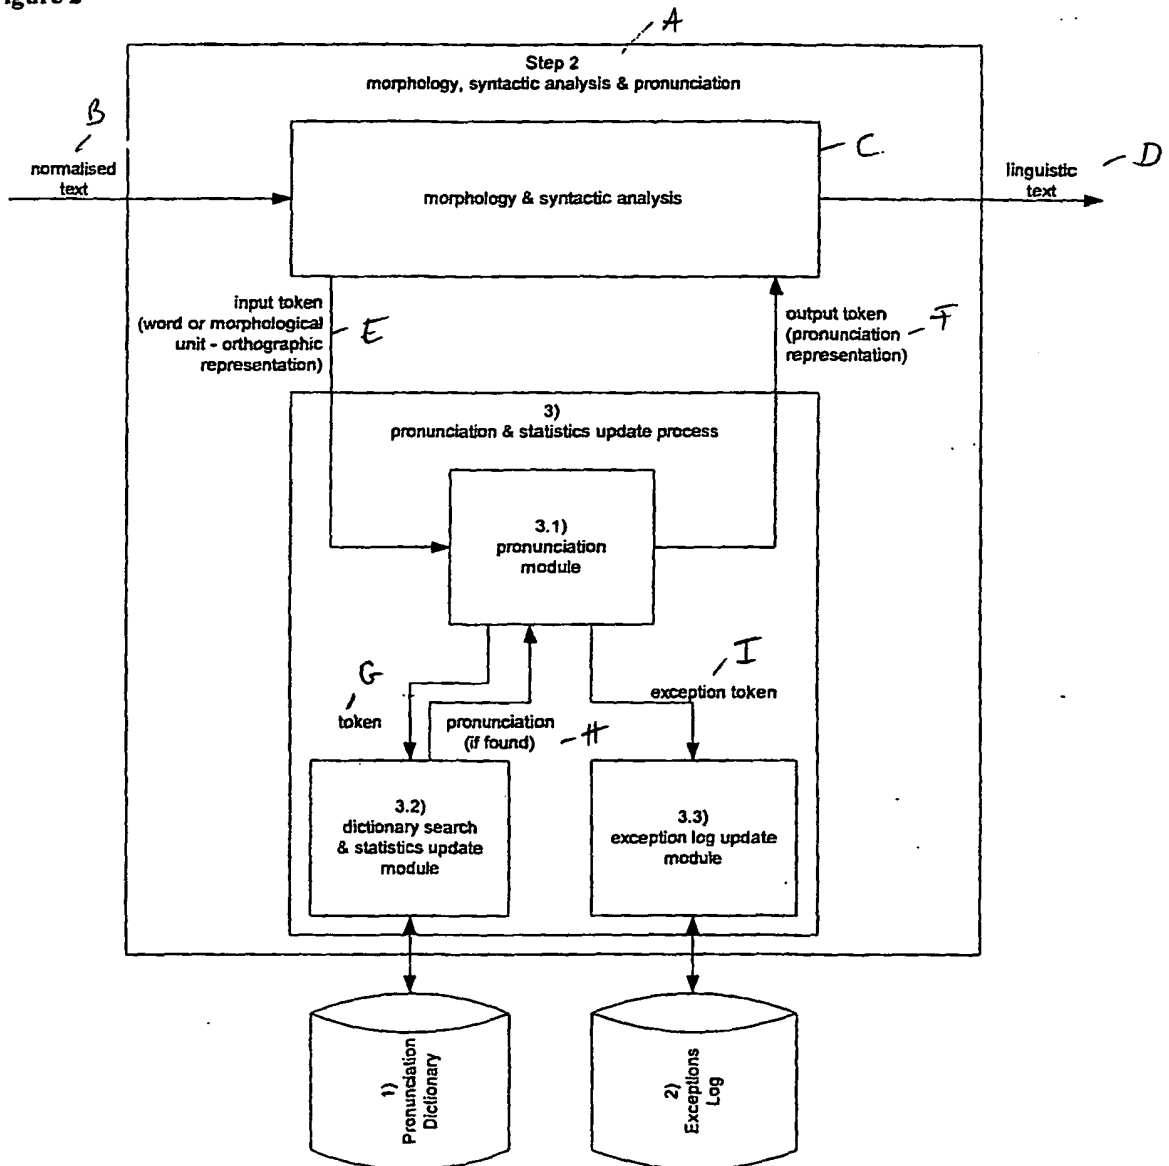 A
Step 2
morphology, syntactic analysis & pronunciation
B
normalised
text
C
morphology & syntactic analysis
D
linguistic
text
input token
(word or morphological
unit - orthographic
representation)
E
output token
(pronunciation
representation)
F
3)
pronunciation & statistics update process
3.1)
pronunciation
module
G
token
pronunciation
(if found)
H
I
exception token
3.2)
dictionary search
& statistics update
module
3.3)
exception log update
module
1)
Pronunciation
Dictionary
2)
Exceptions
Log